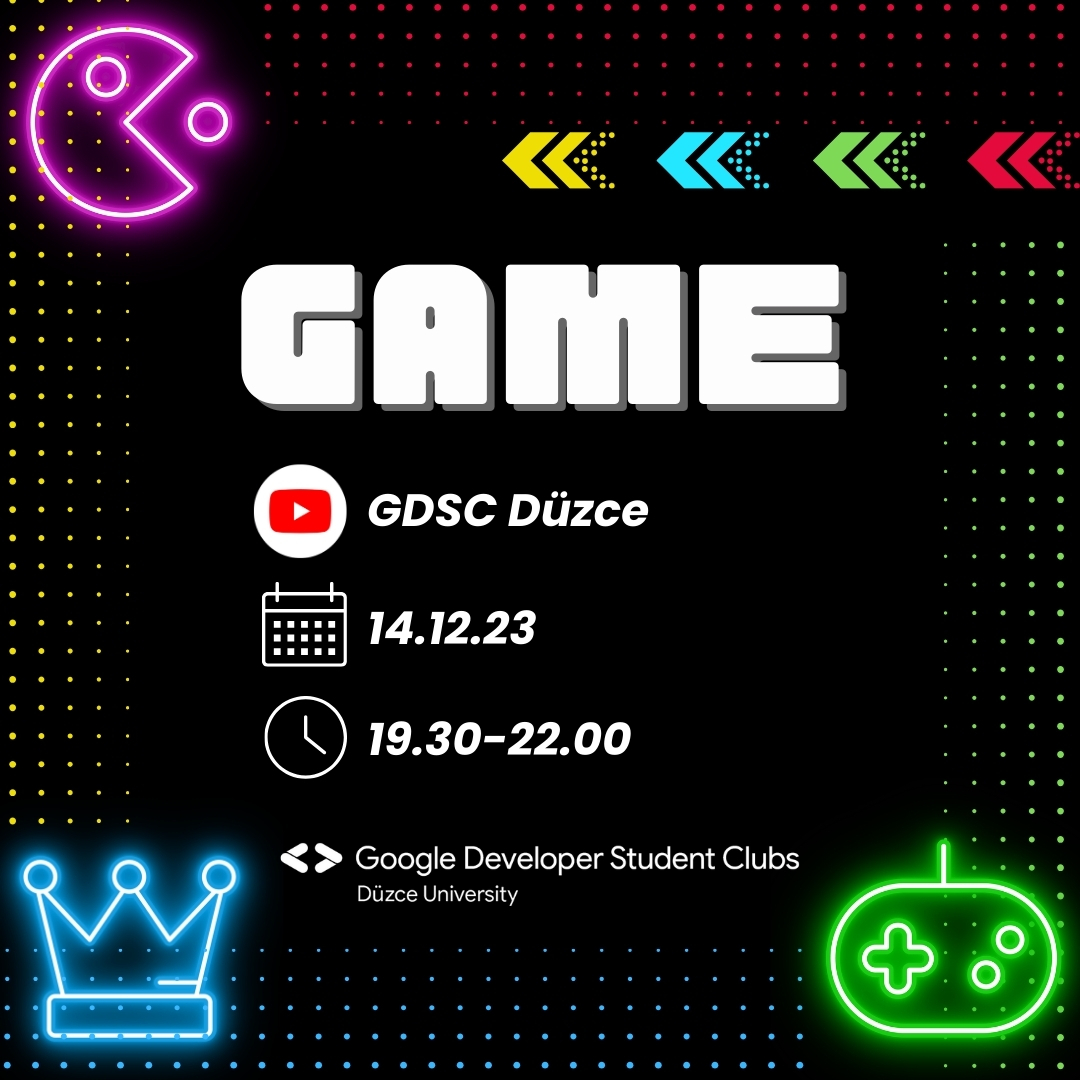 GAME
GDSC Düzce
14.12.23
19.30-22.00
Google Developer Student Clubs
Düzce University